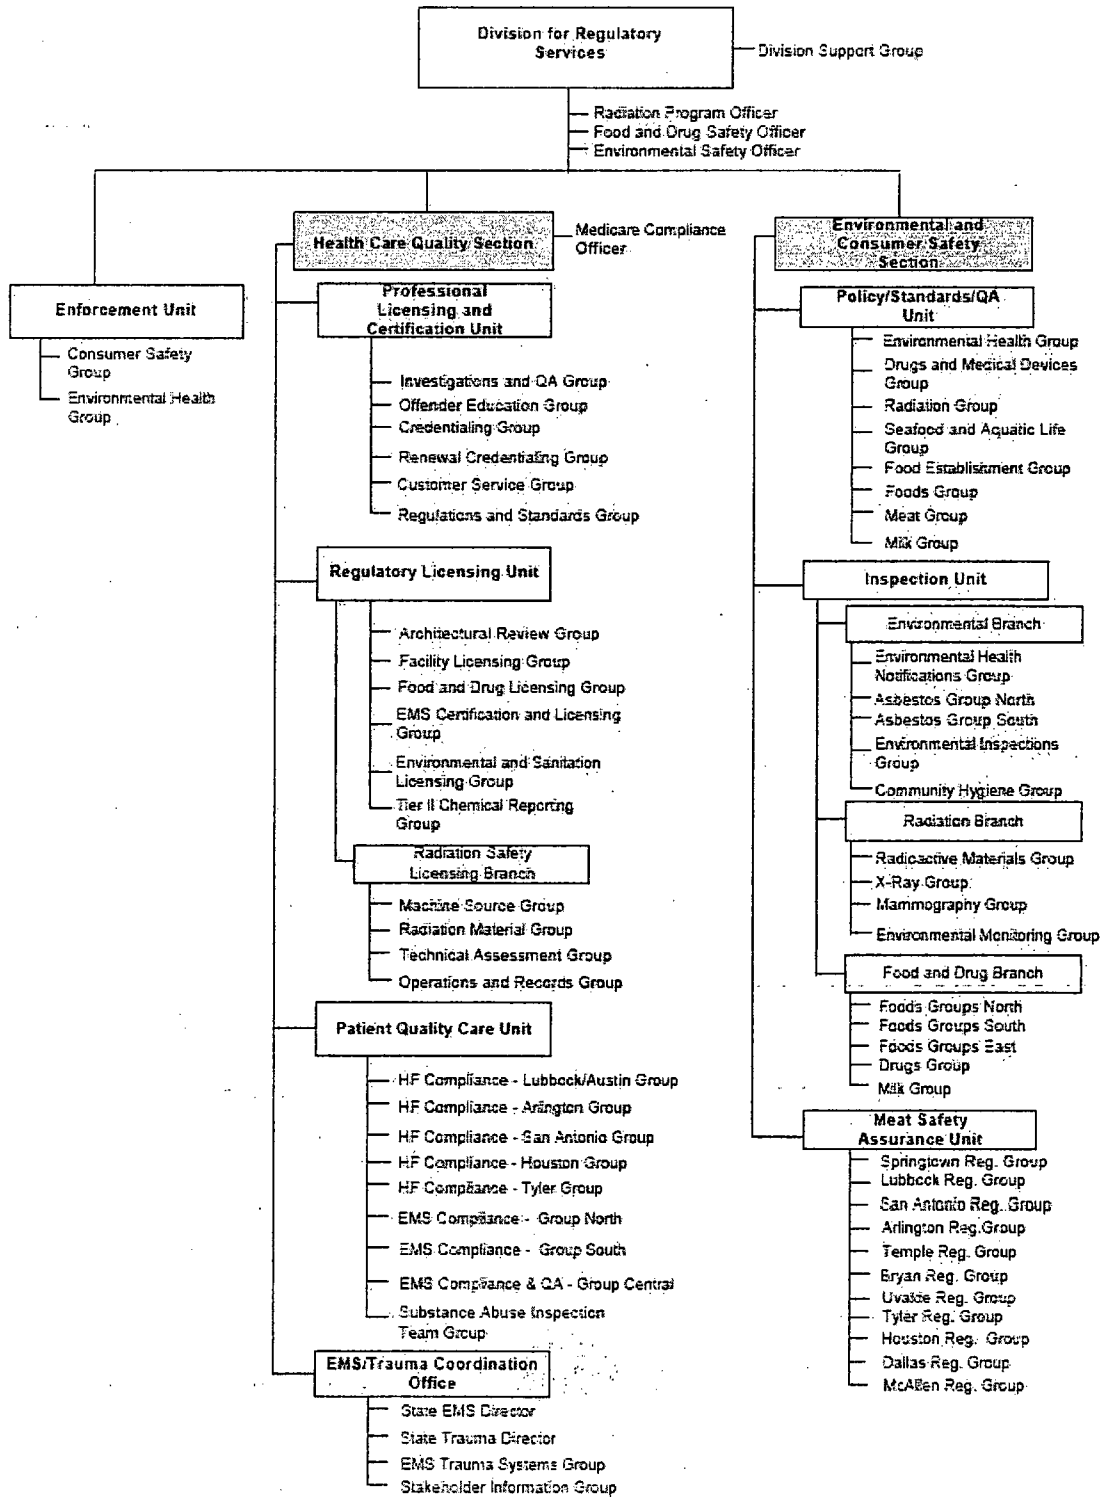 Division for Regulatory
Services
Division Support Group
Radiation Program Officer
Food and Drug Safety Officer
Environmental Safety Officer
Enforcement Unit
Consumer Safety
Group
Environmental Health
Group
Health Care Quality Section
Medicare Compliance
Officer
Professional
Licensing and
Certification Unit
Investigations and QA Group
Offender Education Group
Credentialing Group
Renewal Credentialing Group
Customer Service Group
Regulations and Standards Group
Regulatory Licensing Unit
Architectural Review Group
Facility Licensing Group
Food and Drug Licensing Group
EMS Certification and Licensing
Group
Environmental and Sanitation
Licensing Group
Tier II Chemical Reporting
Group
Radiation Safety
Licensing Branch
Machine Source Group
Radiation Material Group
Technical Assessment Group
Operations and Records Group
Patient Quality Care Unit
HF Compliance - Lubbock/Austin Group
HF Compliance - Arlington Group
HF Compliance - San Antonio Group
HF Compliance - Houston Group
HF Compliance - Tyler Group
EMS Compliance - Group North
EMS Compliance - Group South
EMS Compliance & QA - Group Central
Substance Abuse Inspection
Team Group
EMS/Trauma Coordination
Office
State EMS Director
State Trauma Director
EMS Trauma Systems Group
Stakeholder Information Group
Environmental and
Consumer Safety
Section
Policy/Standards/QA
Unit
Environmental Health Group
Drugs and Medical Devices
Group
Radiation Group
Seafood and Aquatic Life
Group
Food Establishment Group
Foods Group
Meat Group
Milk Group
Inspection Unit
Environmental Branch
Environmental Health
Notifications Group
Asbestos Group North
Asbestos Group South
Environmental Inspections
Group
Community Hygiene Group
Radiation Branch
Radioactive Materials Group
X-Ray Group
Mammography Group
Environmental Monitoring Group
Food and Drug Branch
Foods Groups North
Foods Groups South
Foods Groups East
Drugs Group
Milk Group
Meat Safety
Assurance Unit
Springtown Reg. Group
Lubbock Reg. Group
San Antonio Reg. Group
Arlington Reg.Group
Temple Reg. Group
Bryan Reg. Group
Uvalde Reg. Group
Tyler Reg. Group
Houston Reg. Group
Dallas Reg. Group
McAllen Reg. Group